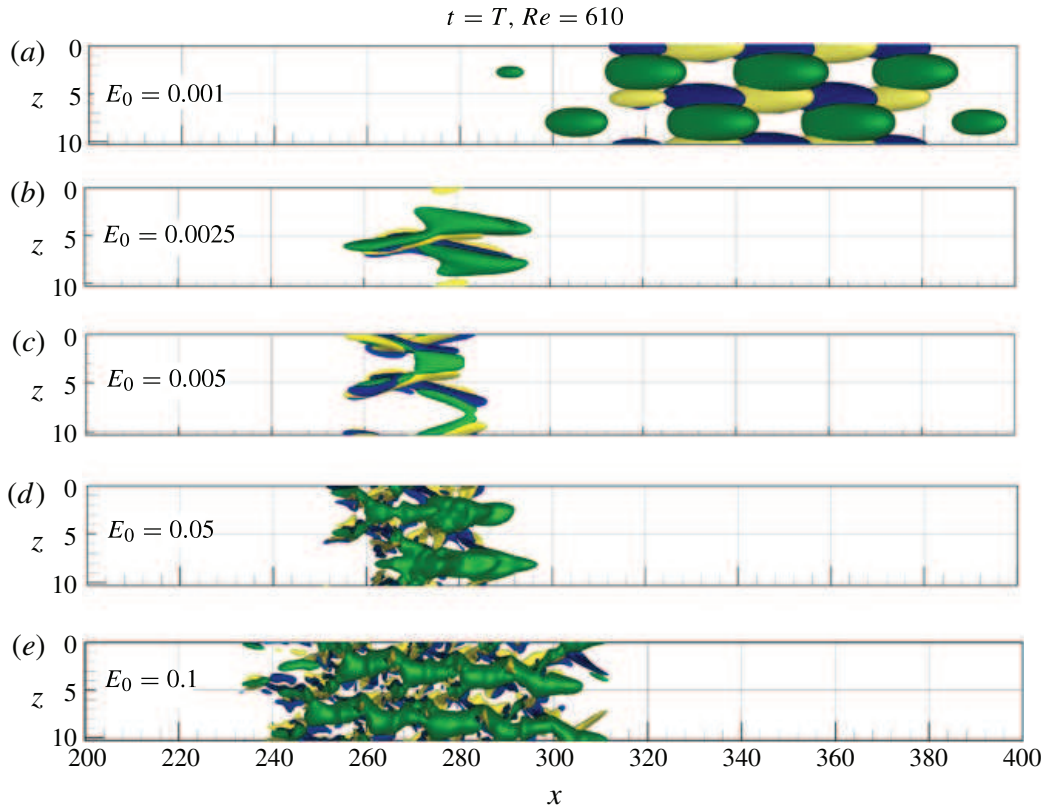 t = T, Re = 610
(a) 0
z 5 E₀ = 0.001
10
(b) 0
z 5 E₀ = 0.0025
10
(c) 0
z 5 E₀ = 0.005
10
(d) 0
z 5 E₀ = 0.05
10
(e) 0
z 5 E₀ = 0.1
10
200 220 240 260 280 300 320 340 360 380 400
x